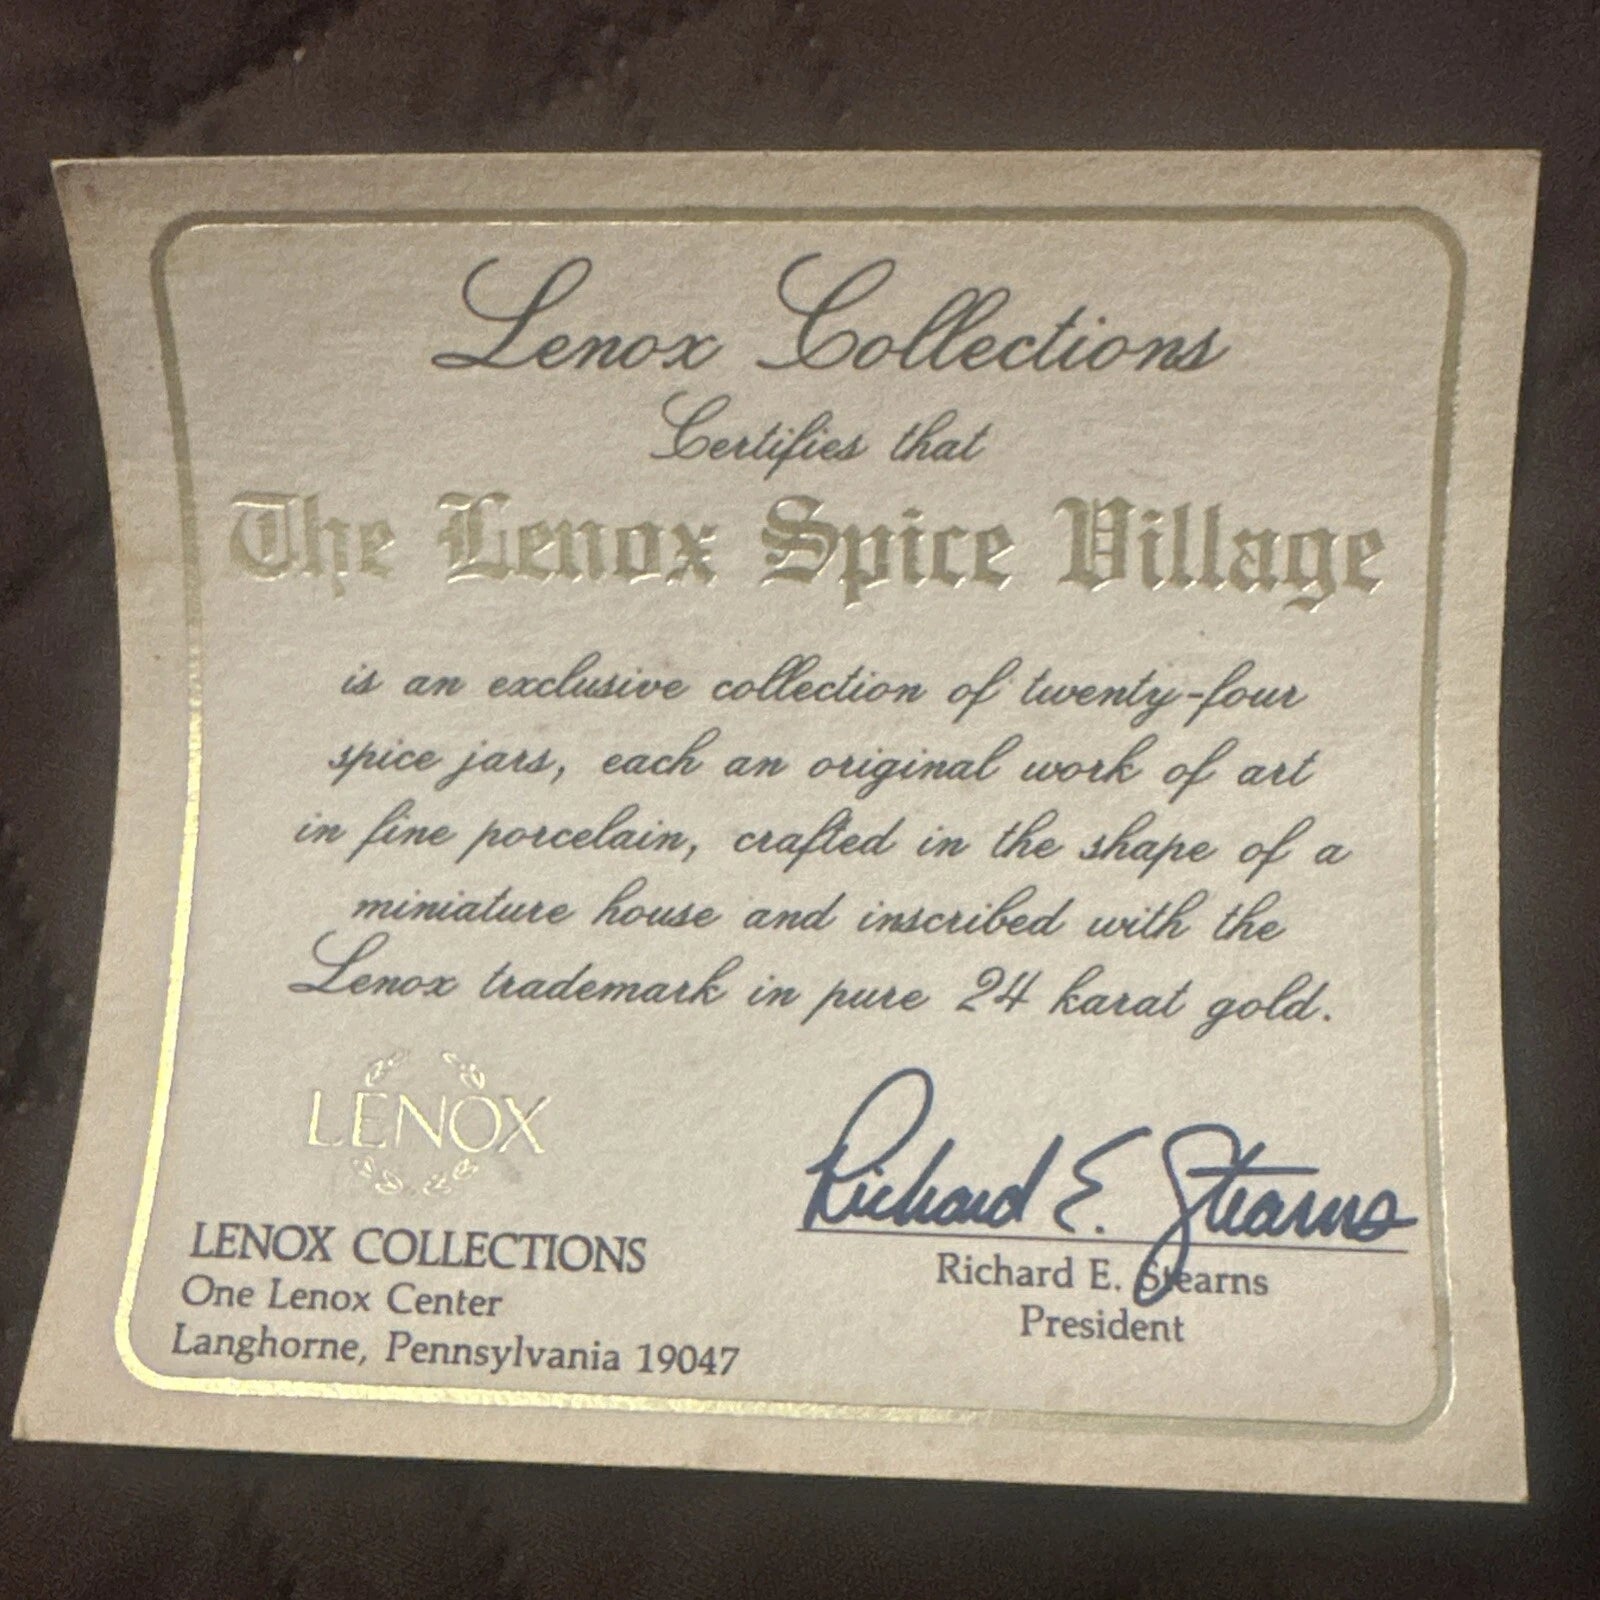 Lenox Collections
Certifies that
The Lenox Spice Village
is an exclusive collection of twenty-four
spice jars, each an original work of art
in fine porcelain, crafted in the shape of a
miniature house and inscribed with the
Lenox trademark in pure 24 karat gold.
LENOX
LENOX COLLECTIONS
One Lenox Center
Langhorne, Pennsylvania 19047
Richard E. Stearns
Richard E. Stearns
President